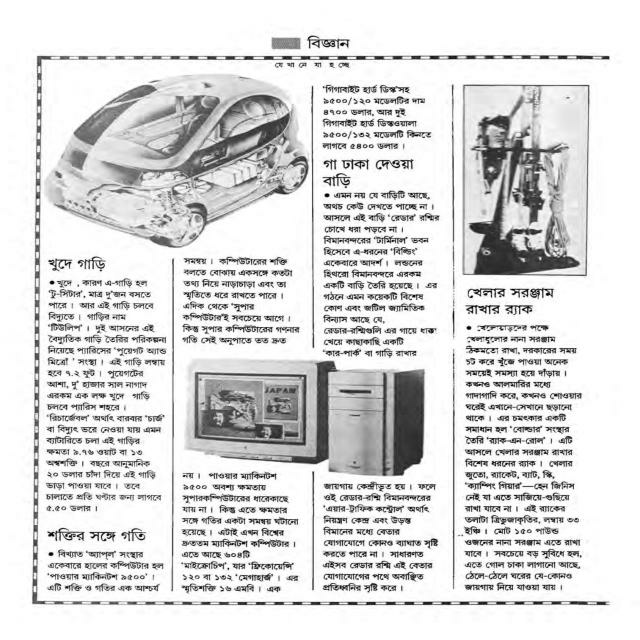 বিজ্ঞান
যেখানে যা হচ্ছে
খুদে গাড়ি
● খুদে, কারণ এ-গাড়ি হল
'টু-সিটার', মাত্র দু'জন বসতে
পারে । আর এই গাড়ি চলবে
বিদ্যুতে । গাড়ির নাম
'টিউলিপ' । দুই আসনের এই
বৈদ্যুতিক গাড়ি তৈরির পরিকল্পনা
নিয়েছে প্যারিসের 'পুয়েগট অ্যান্ড
মিত্রো' সংস্থা । এই গাড়ি লম্বায়
হবে ৭.২ ফুট । পুয়েগটের
আশা, দু' হাজার সাল নাগাদ
এরকম এক লক্ষ খুদে গাড়ি
চলবে প্যারিস শহরে ।
'রিচার্জেবল' অর্থাৎ বারবার 'চার্জ'
বা বিদ্যুৎ ভরে নেওয়া যায় এমন
ব্যাটারিতে চলা এই গাড়ির
ক্ষমতা ৯.৭৬ ওয়াট বা ১৩
অশ্বশক্তি । বছরে আনুমানিক
২০ ডলার চাঁদা দিয়ে এই গাড়ি
ভাড়া পাওয়া যাবে । তবে
চালাতে প্রতি ঘণ্টার জন্য লাগবে
৫.৫০ ডলার ।
শক্তির সঙ্গে গতি
● বিখ্যাত 'অ্যাপ্‌ল' সংস্থার
একেবারে হালের কম্পিউটার হল
'পাওয়ার ম্যাকিনটশ ৯৫০০' ।
এটি শক্তি ও গতির এক আশ্চর্য
সমন্বয় । কম্পিউটারের শক্তি
বলতে বোঝায় একসঙ্গে কতটা
তথ্য নিয়ে নাড়াচাড়া এবং তা
স্মৃতিতে ধরে রাখতে পারে ।
এদিক থেকে 'সুপার
কম্পিউটার'ই সবচেয়ে আগে ।
কিন্তু সুপার কম্পিউটারের গণনার
গতি সেই অনুপাতে তত দ্রুত
JAPAN
নয় । পাওয়ার ম্যাকিনটশ
৯৫০০ অবশ্য ক্ষমতায়
সুপারকম্পিউটারের ধারেকাছে
যায় না । কিন্তু এতে ক্ষমতার
সঙ্গে গতির একটা সমন্বয় ঘটানো
হয়েছে । এটাই এখন বিশ্বের
দ্রুততম ম্যাকিনটশ কম্পিউটার ।
এতে আছে ৬০৪টি
'মাইক্রোচিপ', যার 'ফ্রিকোয়েন্সি'
১২০ বা ১৩২ 'মেগাহার্জ' । এর
স্মৃতিশক্তি ১৬ এমবি । এক
'গিগাবাইট হার্ড ডিস্ক'সহ
৯৫০০/১২০ মডেলটির দাম
৪৭০০ ডলার, আর দুই
গিগাবাইট হার্ড ডিস্কওয়ালা
৯৫০০/১৩২ মডেলটি কিনতে
লাগবে ৫৪০০ ডলার ।
গা ঢাকা দেওয়া
বাড়ি
● এমন নয় যে বাড়িটি আছে,
অথচ কেউ দেখতে পাচ্ছে না ।
আসলে এই বাড়ি 'রেডার' রশ্মির
চোখে ধরা পড়বে না ।
বিমানবন্দরের 'টার্মিনাল' ভবন
হিসেবে এ-ধরনের 'বিল্ডিং'
একেবারে আদর্শ । লন্ডনের
হিথরো বিমানবন্দরে এরকম
একটি বাড়ি তৈরি হয়েছে । এর
গঠনে এমন কয়েকটি বিশেষ
কোণ এবং জটিল জ্যামিতিক
বিন্যাস আছে যে,
রেডার-রশ্মিগুলি এর গায়ে ধাক্কা
খেয়ে কাছাকাছি একটি
'কার-পার্ক' বা গাড়ি রাখার
জায়গায় কেন্দ্রীভূত হয় । ফলে
ওই রেডার-রশ্মি বিমানবন্দরের
'এয়ার-ট্রাফিক কন্ট্রোল' অর্থাৎ
নিয়ন্ত্রণ কেন্দ্র এবং উড়ন্ত
বিমানের মধ্যে বেতার
যোগাযোগে কোনও ব্যাঘাত সৃষ্টি
করতে পারে না । সাধারণত
এইসব রেডার রশ্মি এই বেতার
যোগাযোগের পথে অবাঞ্ছিত
প্রতিধ্বনির সৃষ্টি করে ।
খেলার সরঞ্জাম
রাখার র‍্যাক
● খেলোয়াড়দের পক্ষে
খেলাধুলোর নানা সরঞ্জাম
ঠিকমতো রাখা, দরকারের সময়
চট করে খুঁজে পাওয়া অনেক
সময়েই সমস্যা হয়ে দাঁড়ায় ।
কখনও আলমারির মধ্যে
গাদাগাদি করে, কখনও শোওয়ার
ঘরেই এখানে-সেখানে ছড়ানো
থাকে । এর চমৎকার একটি
সমাধান হল 'বোল্ডার' সংস্থার
তৈরি 'র‍্যাক-এন-রোল' । এটি
আসলে খেলার সরঞ্জাম রাখার
বিশেষ ধরনের র‍্যাক । খেলার
জুতো, র‍্যাকেট, ব্যাট, স্কি,
'ক্যাম্পিং গিয়ার'—হেন জিনিস
নেই যা এতে সাজিয়ে-গুছিয়ে
রাখা যাবে না । এই র‍্যাকের
তলাটা ত্রিভুজাকৃতির, লম্বায় ৩৩
ইঞ্চি । মোট ১৫০ পাউন্ড
ওজনের নানা সরঞ্জাম এতে রাখা
যাবে । সবচেয়ে বড় সুবিধে হল,
এতে গোল চাকা লাগানো আছে,
ঠেলে-ঠেলে ঘরের যে-কোনও
জায়গায় নিয়ে যাওয়া যায় ।